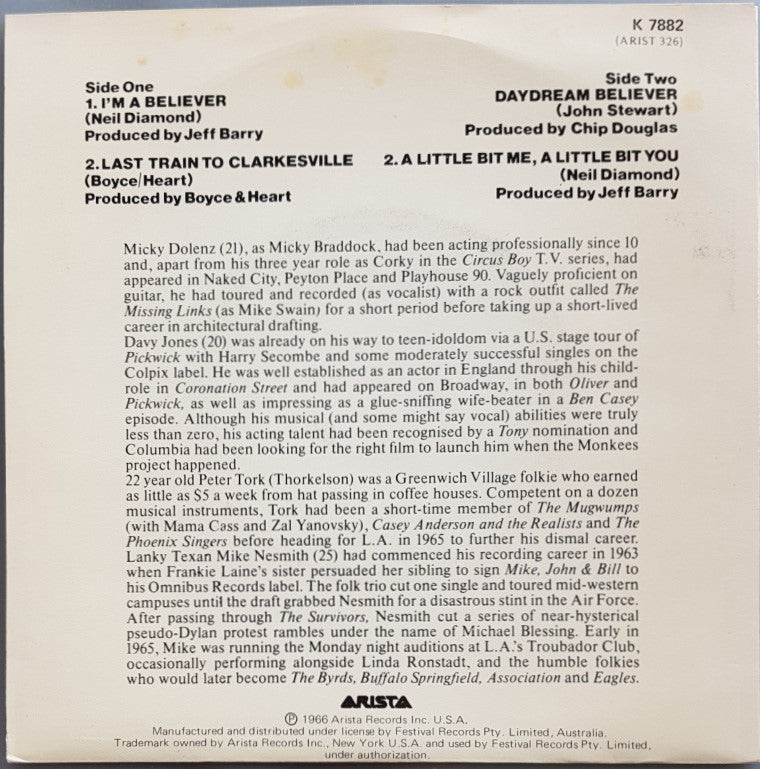 K 7882
(ARIST 326)
Side One
1. I'M A BELIEVER
(Neil Diamond)
Produced by Jeff Barry
2. LAST TRAIN TO CLARKESVILLE
(Boyce/Heart)
Produced by Boyce & Heart
Side Two
DAYDREAM BELIEVER
(John Stewart)
Produced by Chip Douglas
2. A LITTLE BIT ME, A LITTLE BIT YOU
(Neil Diamond)
Produced by Jeff Barry
Micky Dolenz (21), as Micky Braddock, had been acting professionally since 10
and, apart from his three year role as Corky in the Circus Boy T.V. series, had
appeared in Naked City, Peyton Place and Playhouse 90. Vaguely proficient on
guitar, he had toured and recorded (as vocalist) with a rock outfit called The
Missing Links (as Mike Swain) for a short period before taking up a short-lived
career in architectural drafting.
Davy Jones (20) was already on his way to teen-idoldom via a U.S. stage tour of
Pickwick with Harry Secombe and some moderately successful singles on the
Colpix label. He was well established as an actor in England through his child-
role in Coronation Street and had appeared on Broadway, in both Oliver and
Pickwick, as well as impressing as a glue-sniffing wife-beater in a Ben Casey
episode. Although his musical (and some might say vocal) abilities were truly
less than zero, his acting talent had been recognised by a Tony nomination and
Columbia had been looking for the right film to launch him when the Monkees
project happened.
22 year old Peter Tork (Thorkelson) was a Greenwich Village folkie who earned
as little as $5 a week from hat passing in coffee houses. Competent on a dozen
musical instruments, Tork had been a short-time member of The Mugwumps
(with Mama Cass and Zal Yanovsky), Casey Anderson and the Realists and The
Phoenix Singers before heading for L.A. in 1965 to further his dismal career.
Lanky Texan Mike Nesmith (25) had commenced his recording career in 1963
when Frankie Laine's sister persuaded her sibling to sign Mike, John & Bill to
his Omnibus Records label. The folk trio cut one single and toured mid-western
campuses until the draft grabbed Nesmith for a disastrous stint in the Air Force.
After passing through The Survivors, Nesmith cut a series of near-hysterical
pseudo-Dylan protest rambles under the name of Michael Blessing. Early in
1965, Mike was running the Monday night auditions at L.A.'s Troubador Club,
occasionally performing alongside Linda Ronstadt, and the humble folkies
who would later become The Byrds, Buffalo Springfield, Association and Eagles.
ARISTA
Ⓟ 1966 Arista Records Inc. U.S.A.
Manufactured and distributed under license by Festival Records Pty. Limited, Australia.
Trademark owned by Arista Records Inc., New York U.S.A. and used by Festival Records Pty. Limited,
under authorization.